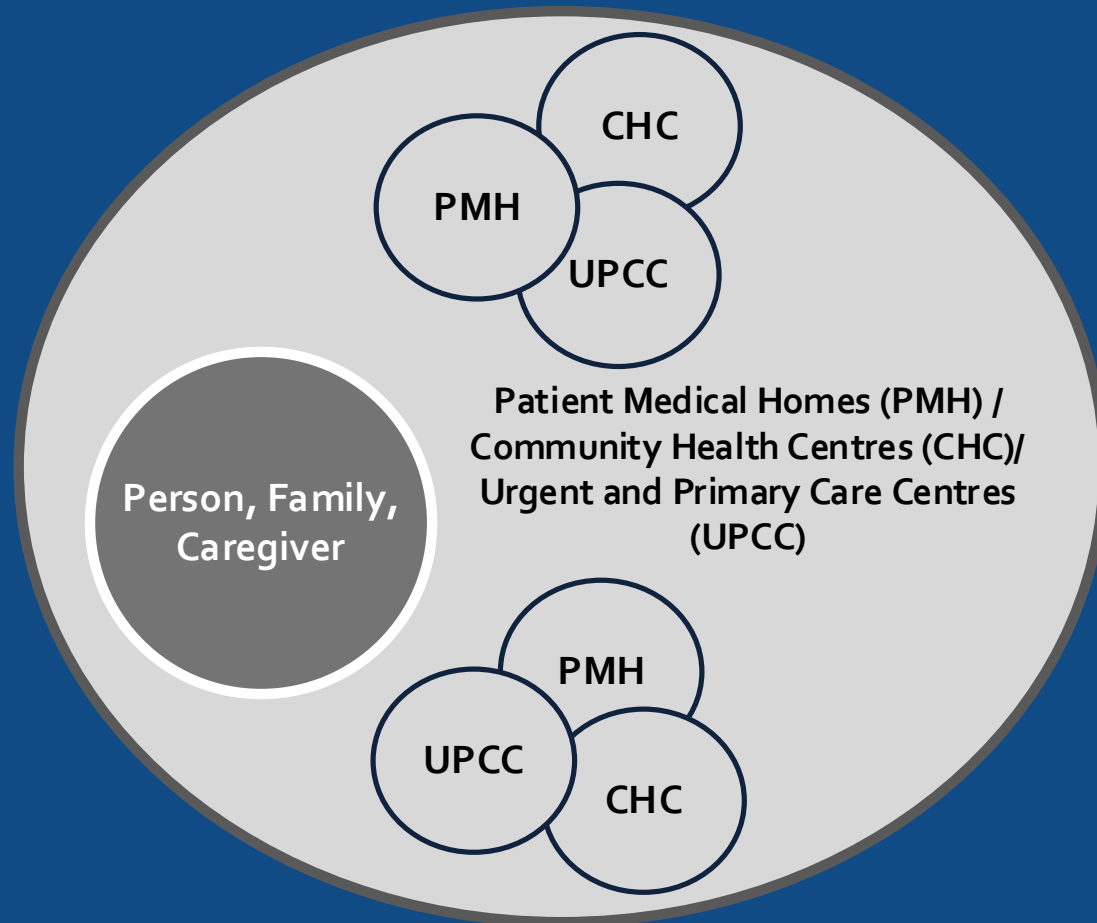 CHC
PMH
UPCC
Patient Medical Homes (PMH) /
Community Health Centres (CHC)/
Urgent and Primary Care Centres
(UPCC)
Person, Family,
Caregiver
PMH
UPCC
CHC